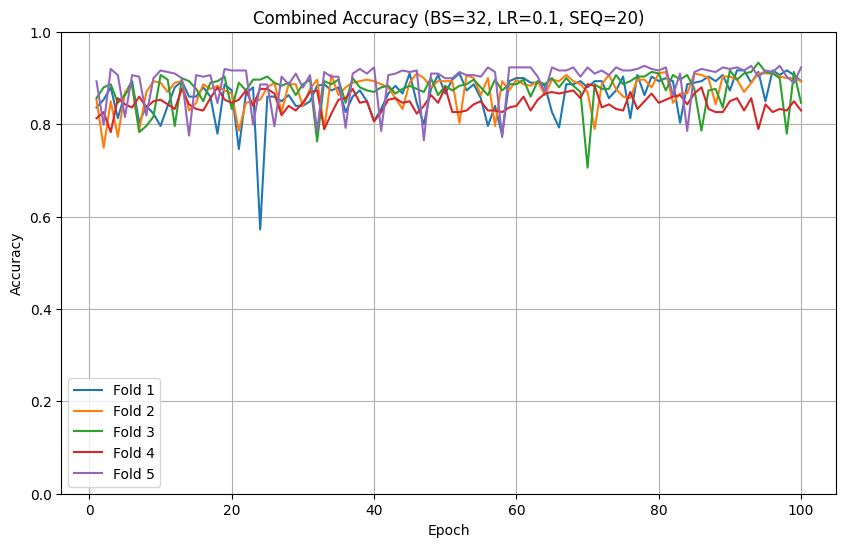 Combined Accuracy (BS=32, LR=0.1, SEQ=20)
1.0
0.8
0.6
0.4
0.2
0.0
Accuracy
Fold 1
Fold 2
Fold 3
Fold 4
Fold 5
0 20 40 60 80 100
Epoch